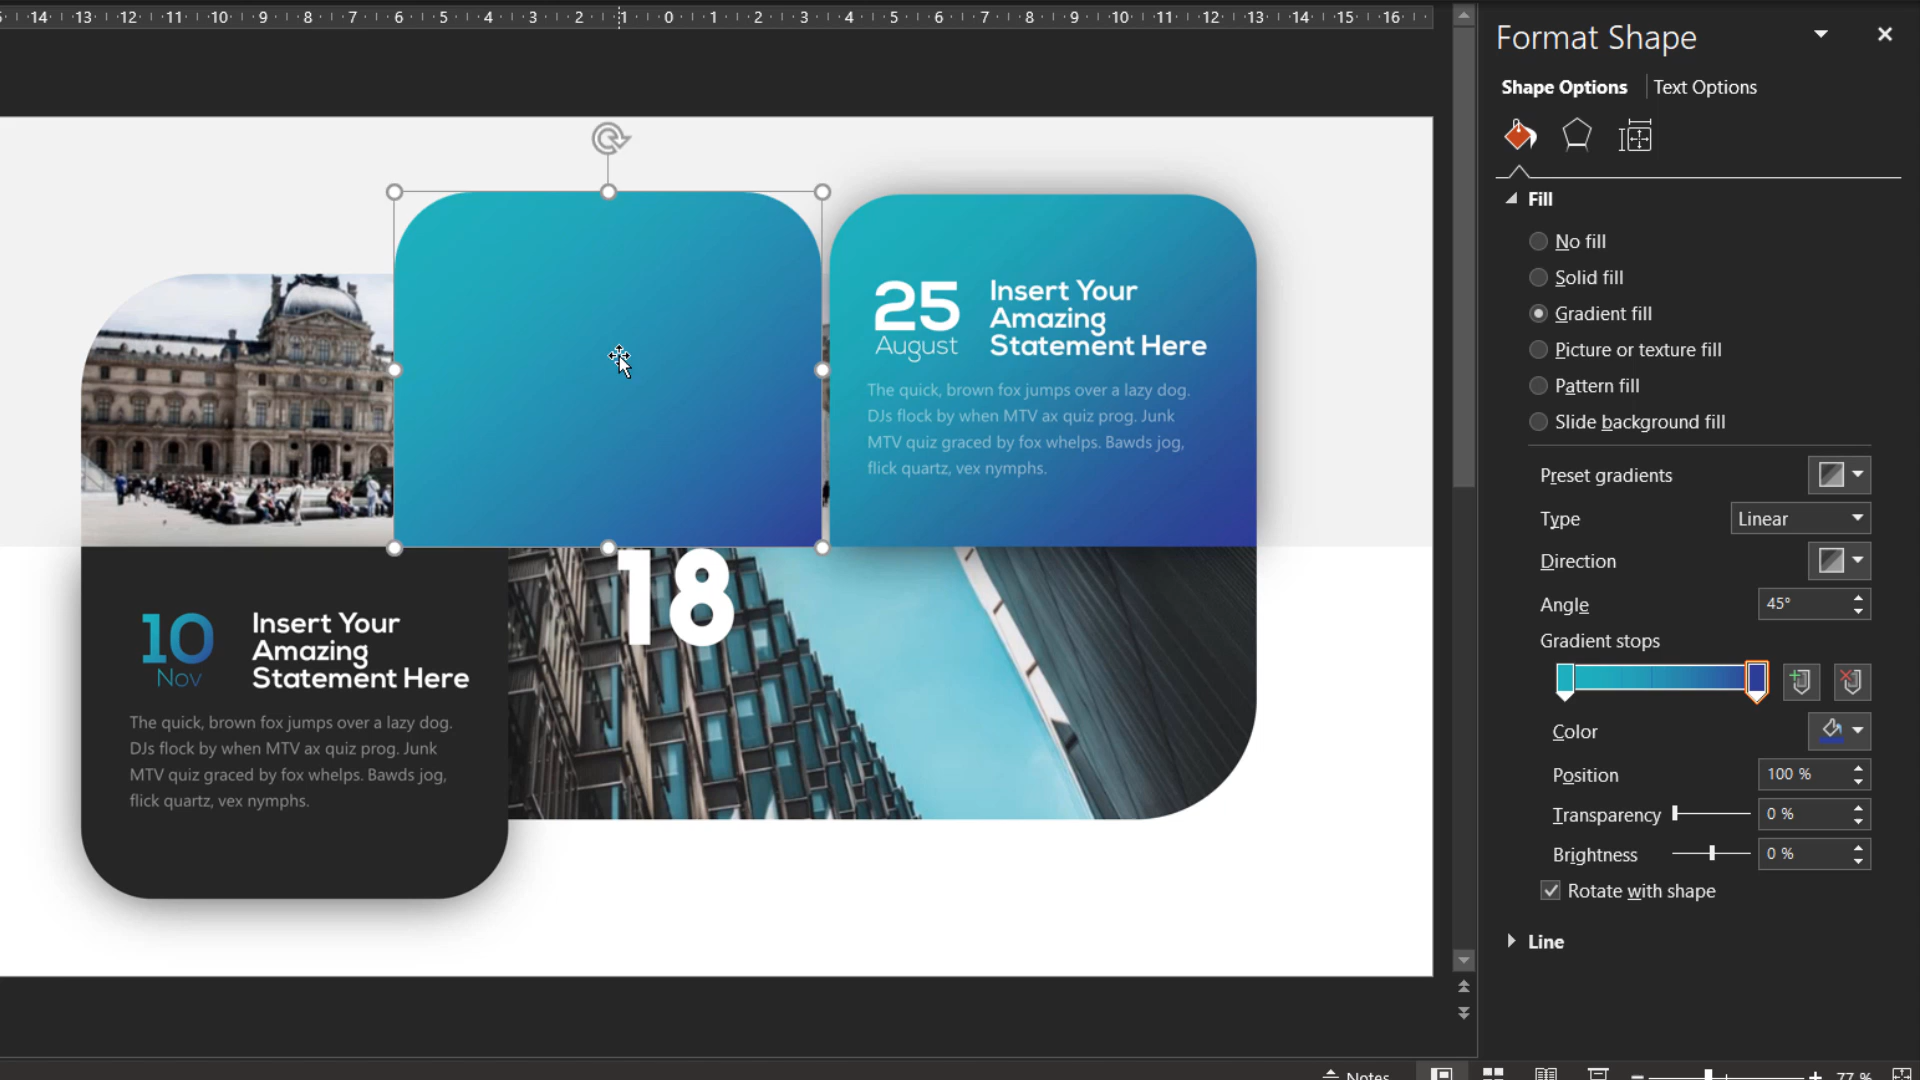 14 13 12 11 10 9 8 7 6 5 4 3 2 1 0 1 2 3 4 5 6 7 8 9 10 11 12 13 14 15 16
Format Shape
Shape Options Text Options
Fill
No fill
Solid fill
Gradient fill
Picture or texture fill
Pattern fill
Slide background fill
Preset gradients
Type Linear
Direction
Angle 45°
Gradient stops
Color
Position 100 %
Transparency 0 %
Brightness 0 %
Rotate with shape
Line
25
August
Insert Your
Amazing
Statement Here
The quick, brown fox jumps over a lazy dog.
DJs flock by when MTV ax quiz prog. Junk
MTV quiz graced by fox whelps. Bawds jog,
flick quartz, vex nymphs.
18
10
Nov
Insert Your
Amazing
Statement Here
The quick, brown fox jumps over a lazy dog.
DJs flock by when MTV ax quiz prog. Junk
MTV quiz graced by fox whelps. Bawds jog,
flick quartz, vex nymphs.
Notes 77 %